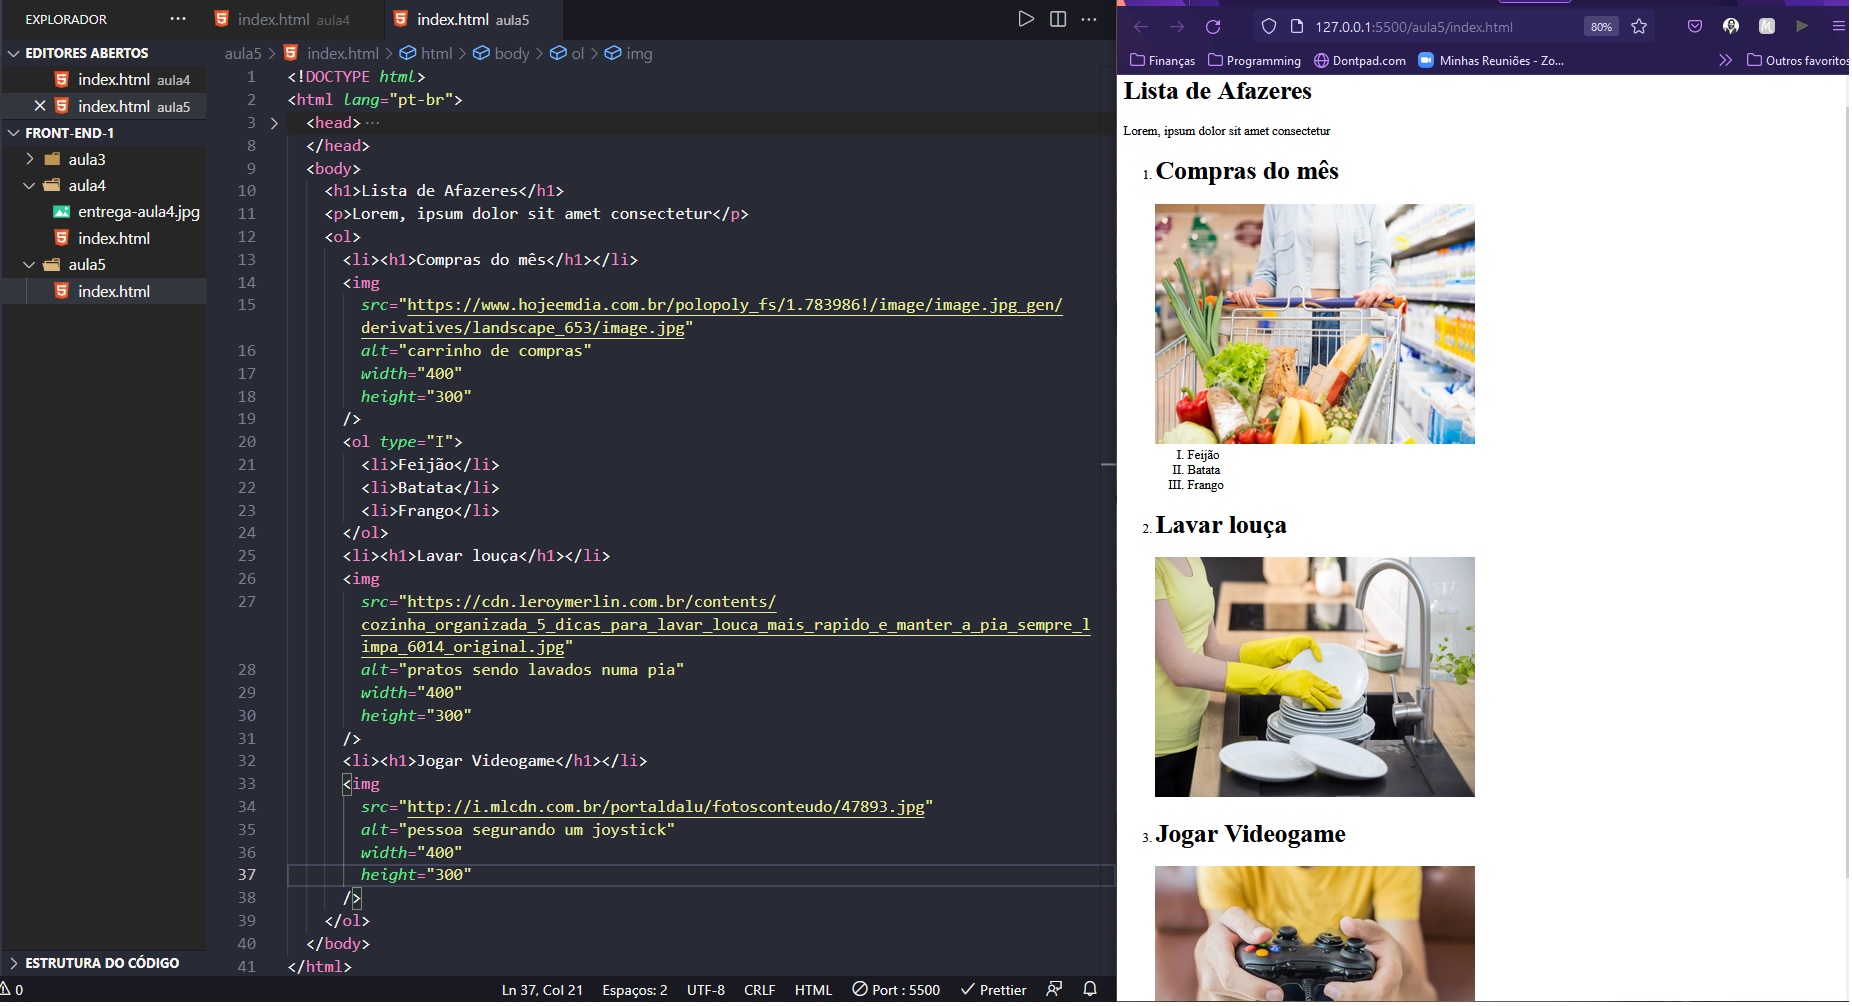 EXPLORADOR
EDITORES ABERTOS
index.html aula4
index.html aula5
FRONT-END-1
aula3
aula4
entrega-aula4.jpg
index.html
aula5
index.html
ESTRUTURA DO CÓDIGO
0
index.html aula4
index.html aula5
aula5 > index.html > html > body > ol > img
1 <!DOCTYPE html>
2 <html lang="pt-br">
3 <head> ...
8 </head>
9 <body>
10 <h1>Lista de Afazeres</h1>
11 <p>Lorem, ipsum dolor sit amet consectetur</p>
12 <ol>
13 <li><h1>Compras do mês</h1></li>
14 <img
15 src="https://www.hojeemdia.com.br/polopoly_fs/1.783986!/image/image.jpg_gen/
derivatives/landscape_653/image.jpg"
16 alt="carrinho de compras"
17 width="400"
18 height="300"
19 />
20 <ol type="I">
21 <li>Feijão</li>
22 <li>Batata</li>
23 <li>Frango</li>
24 </ol>
25 <li><h1>Lavar louça</h1></li>
26 <img
27 src="https://cdn.leroymerlin.com.br/contents/
cozinha_organizada_5_dicas_para_lavar_louca_mais_rapido_e_manter_a_pia_sempre_l
impa_6014_original.jpg"
28 alt="pratos sendo lavados numa pia"
29 width="400"
30 height="300"
31 />
32 <li><h1>Jogar Videogame</h1></li>
33 <img
34 src="http://i.mlcdn.com.br/portaldalu/fotosconteudo/47893.jpg"
35 alt="pessoa segurando um joystick"
36 width="400"
37 height="300"
38 />
39 </ol>
40 </body>
41 </html>
Ln 37, Col 21 Espaços: 2 UTF-8 CRLF HTML Port : 5500 Prettier
127.0.0.1:5500/aula5/index.html 80%
Finanças Programming Dontpad.com Minhas Reuniões - Zo... Outros favoritos
Lista de Afazeres
Lorem, ipsum dolor sit amet consectetur
1. Compras do mês
I. Feijão
II. Batata
III. Frango
2. Lavar louça
3. Jogar Videogame